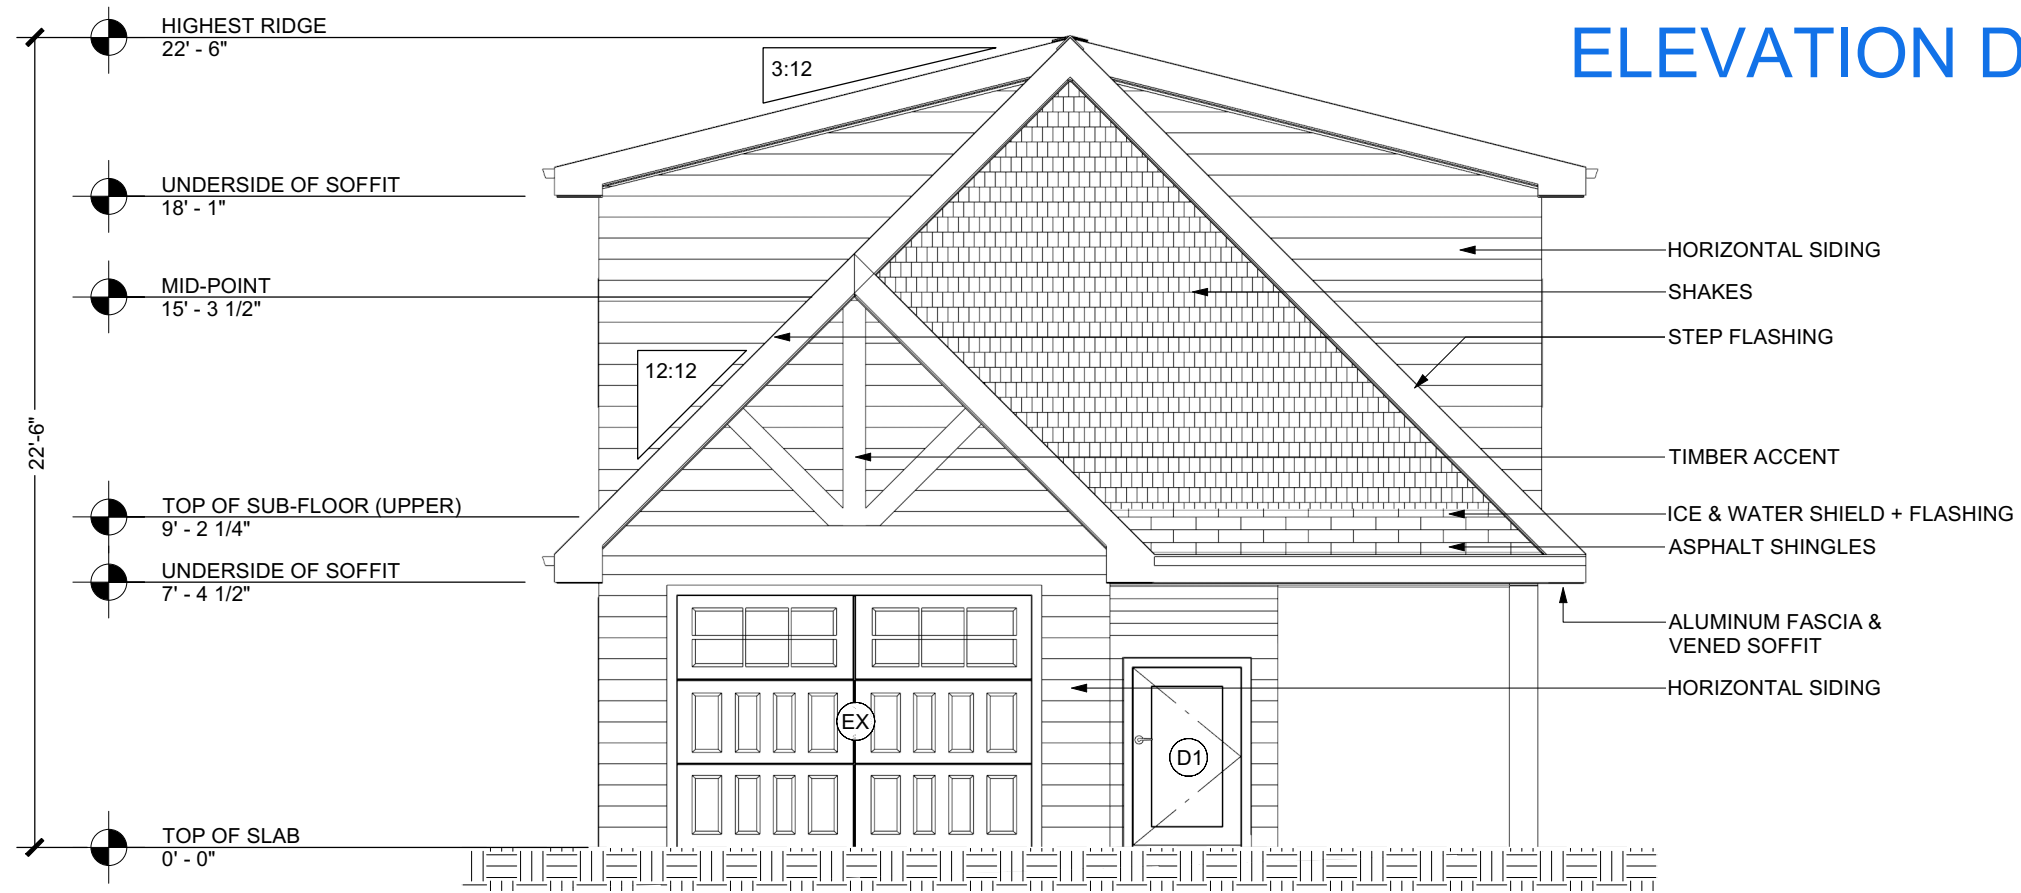 ELEVATION D
HIGHEST RIDGE
22' - 6"
3:12
UNDERSIDE OF SOFFIT
18' - 1"
HORIZONTAL SIDING
MID-POINT
15' - 3 1/2"
SHAKES
STEP FLASHING
12:12
22'-6"
TIMBER ACCENT
TOP OF SUB-FLOOR (UPPER)
9' - 2 1/4"
ICE & WATER SHIELD + FLASHING
ASPHALT SHINGLES
UNDERSIDE OF SOFFIT
7' - 4 1/2"
ALUMINUM FASCIA &
VENED SOFFIT
HORIZONTAL SIDING
EX
D1
TOP OF SLAB
0' - 0"